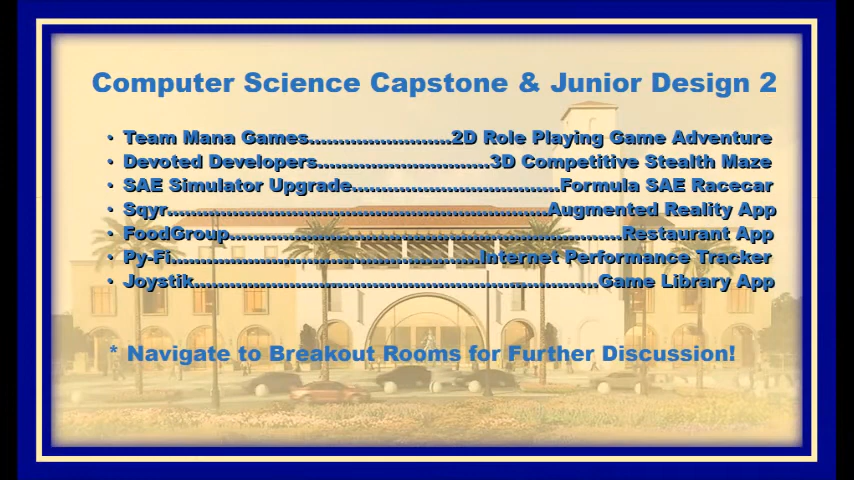 Computer Science Capstone & Junior Design 2
• Team Mana Games........................2D Role Playing Game Adventure
• Devoted Developers.............................3D Competitive Stealth Maze
• SAE Simulator Upgrade...................................Formula SAE Racecar
• Sqyr................................................................Augmented Reality App
• FoodGroup..................................................................Restaurant App
• Py-Fi....................................................Internet Performance Tracker
• Joystik....................................................................Game Library App
* Navigate to Breakout Rooms for Further Discussion!